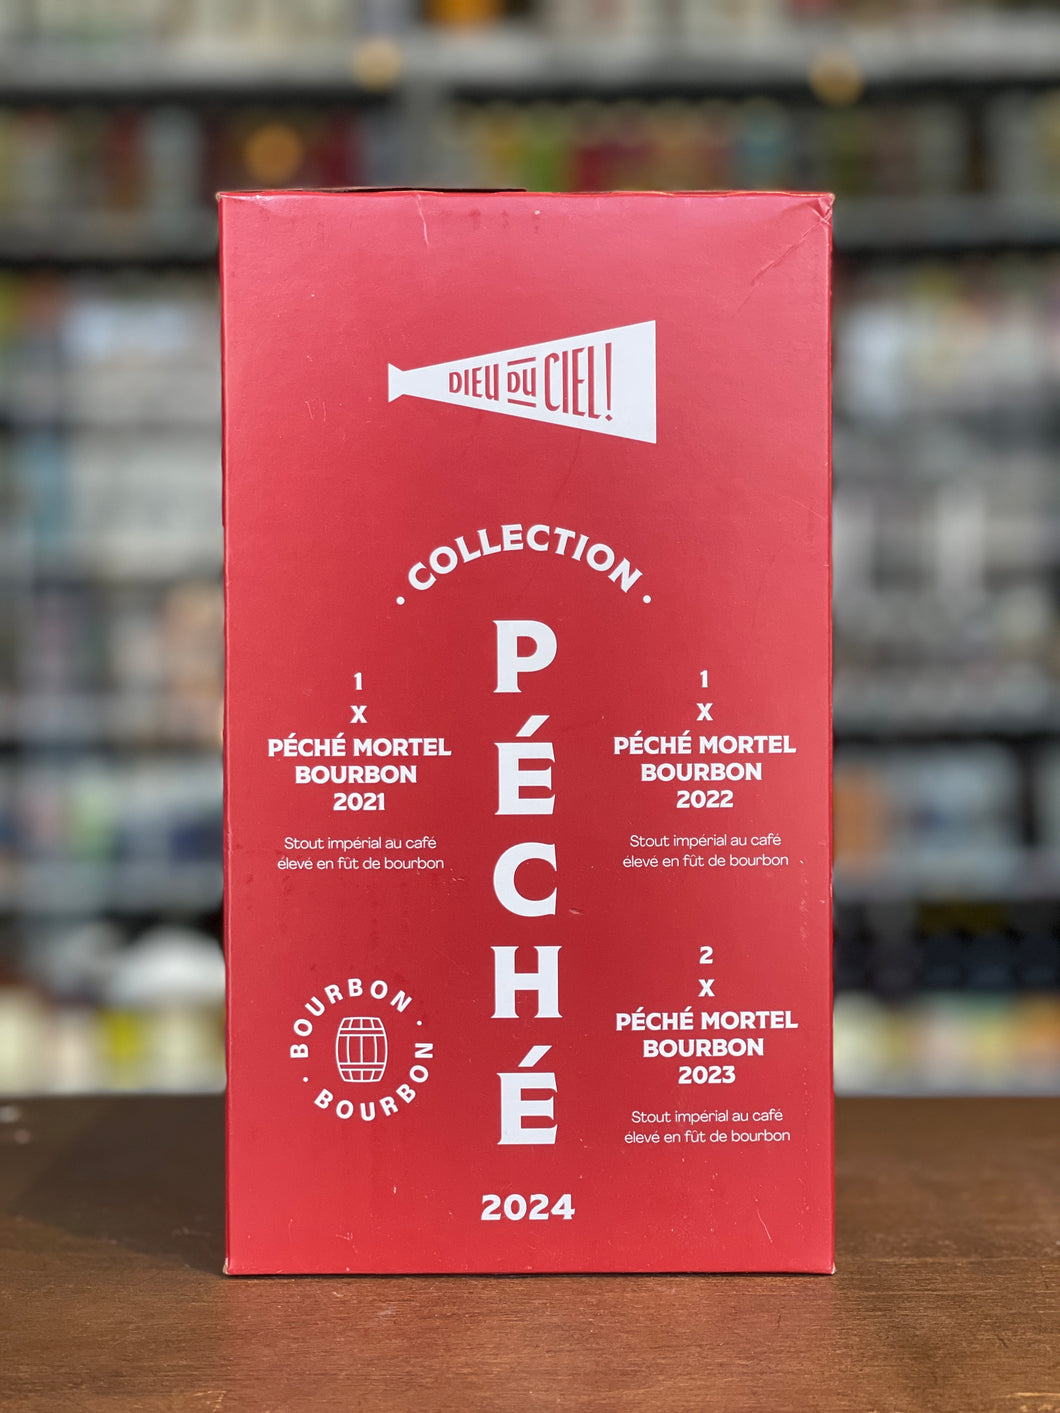 DIEU DU CIEL!
• COLLECTION •
PÉCHÉ
1
X
PÉCHÉ MORTEL
BOURBON
2021
Stout impérial au café
élevé en fût de bourbon
1
X
PÉCHÉ MORTEL
BOURBON
2022
Stout impérial au café
élevé en fût de bourbon
BOURBON • BOURBON •
2
X
PÉCHÉ MORTEL
BOURBON
2023
Stout impérial au café
élevé en fût de bourbon
2024